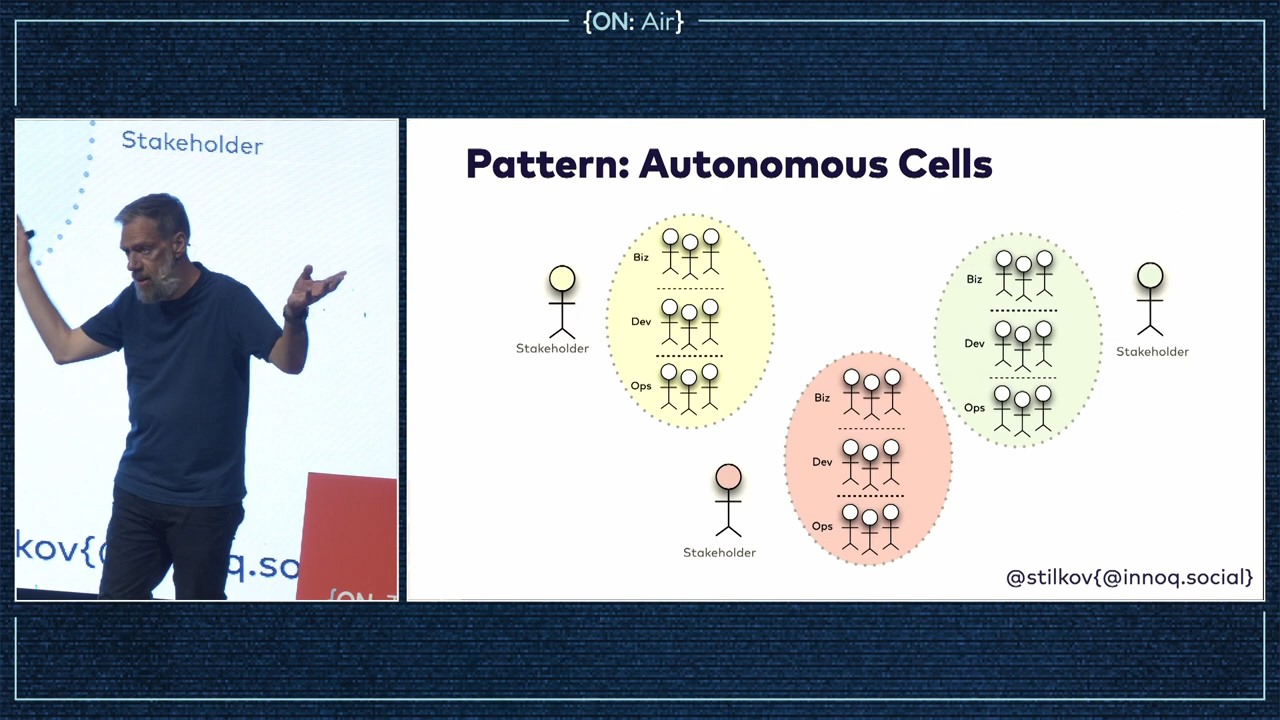 {ON: Air}
Stakeholder
kov{@
q.so
{ON: T
Pattern: Autonomous Cells
Biz
Dev
Ops
Stakeholder
Biz
Dev
Ops
Stakeholder
Biz
Dev
Ops
Stakeholder
@stilkov{@innoq.social}